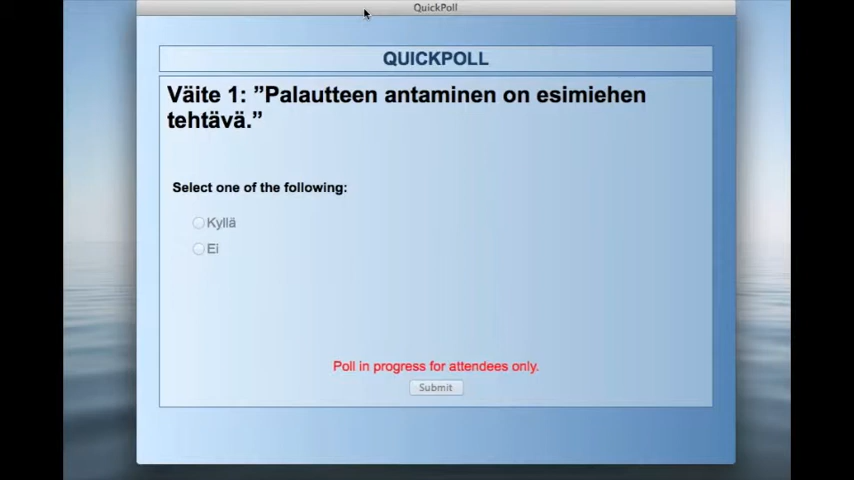 QuickPoll
QUICKPOLL
Väite 1: ”Palautteen antaminen on esimiehen
tehtävä.”
Select one of the following:
Kyllä
Ei
Poll in progress for attendees only.
Submit